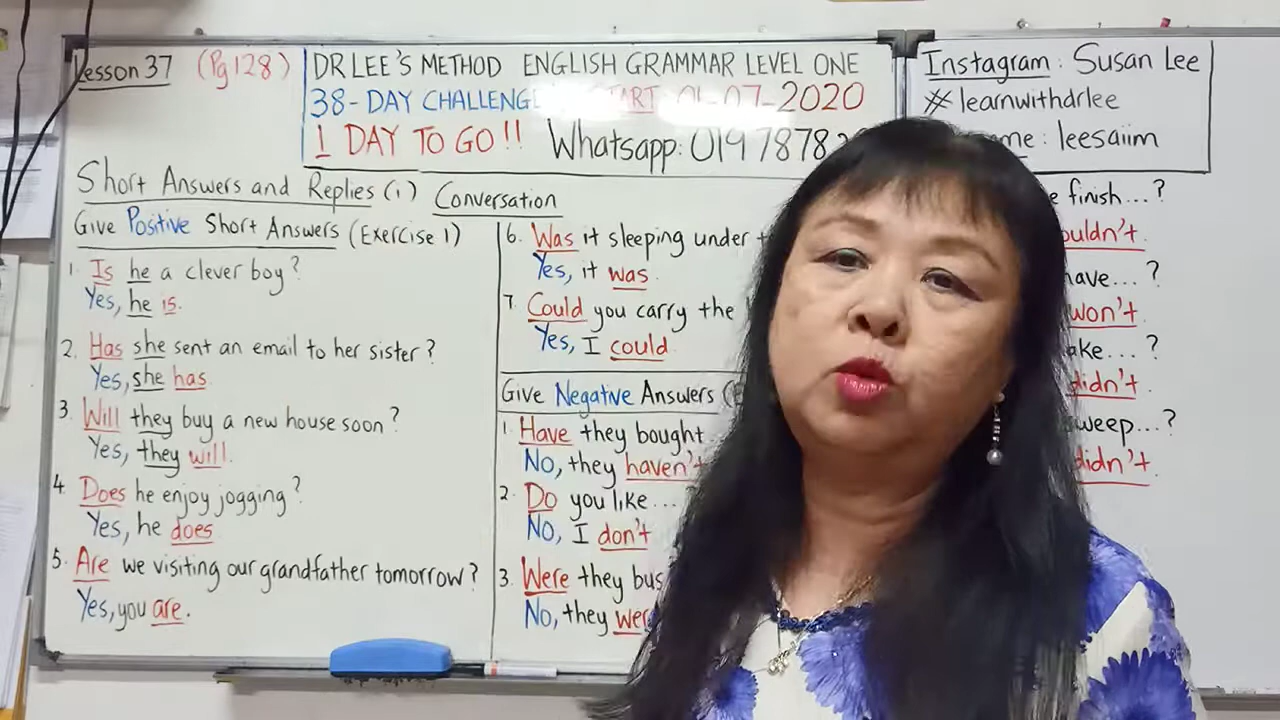 Lesson 37 (Pg 128)
DR LEE'S METHOD ENGLISH GRAMMAR LEVEL ONE
38-DAY CHALLENGE START: 01-07-2020
1 DAY TO GO!! Whatsapp: 0197878
Instagram: Susan Lee
# learnwithdrlee
: leesaiim
Short Answers and Replies (i) Conversation
Give Positive Short Answers (Exercise 1)
1. Is he a clever boy?
Yes, he is.
2. Has she sent an email to her sister?
Yes, she has.
3. Will they buy a new house soon?
Yes, they will.
4. Does he enjoy jogging?
Yes, he does
5. Are we visiting our grandfather tomorrow?
Yes, you are.
6. Was it sleeping under
Yes, it was.
7. Could you carry the
Yes, I could.
Give Negative Answers
1. Have they bought
No, they haven't
2. Do you like...
No, I don't
3. Were they
No, they
finish...?
have...?
won't.
...?
didn't.
...?
didn't.